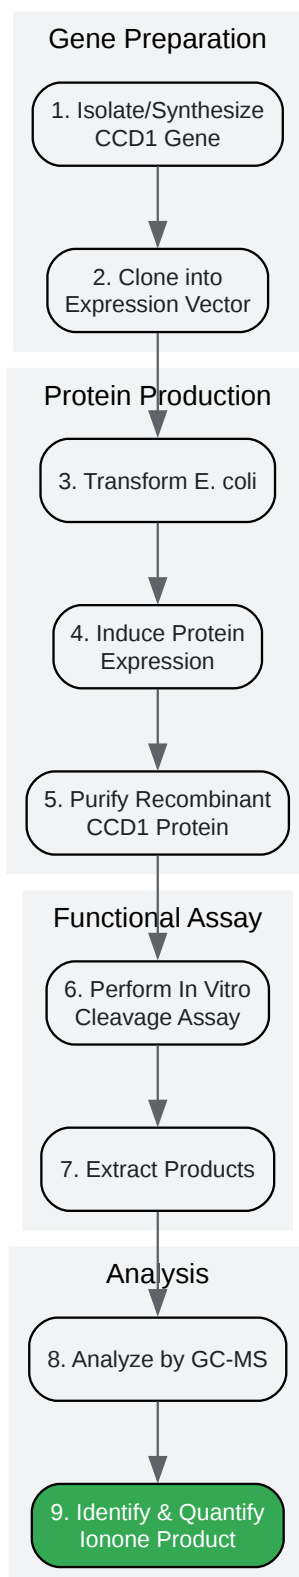 Gene Preparation
1. Isolate/Synthesize
CCD1 Gene
2. Clone into
Expression Vector
Protein Production
3. Transform E. coli
4. Induce Protein
Expression
5. Purify Recombinant
CCD1 Protein
Functional Assay
6. Perform In Vitro
Cleavage Assay
7. Extract Products
Analysis
8. Analyze by GC-MS
9. Identify & Quantify
Ionone Product